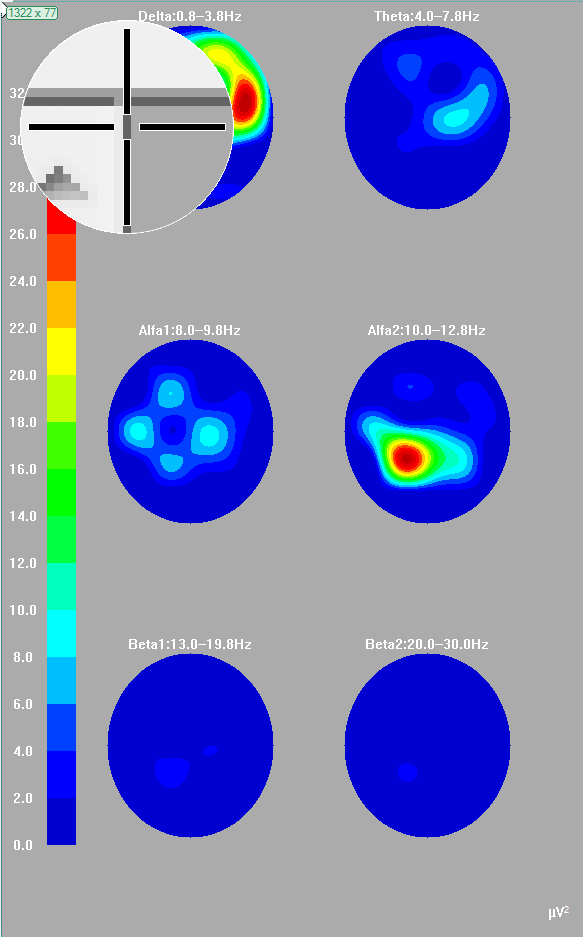 1322 x 77
Delta:0.8–3.8Hz
Theta:4.0–7.8Hz
32
30
28.0
26.0
24.0
22.0
20.0
18.0
16.0
14.0
12.0
10.0
8.0
6.0
4.0
2.0
0.0
Alfa1:8.0–9.8Hz
Alfa2:10.0–12.8Hz
Beta1:13.0–19.8Hz
Beta2:20.0–30.0Hz
µV²